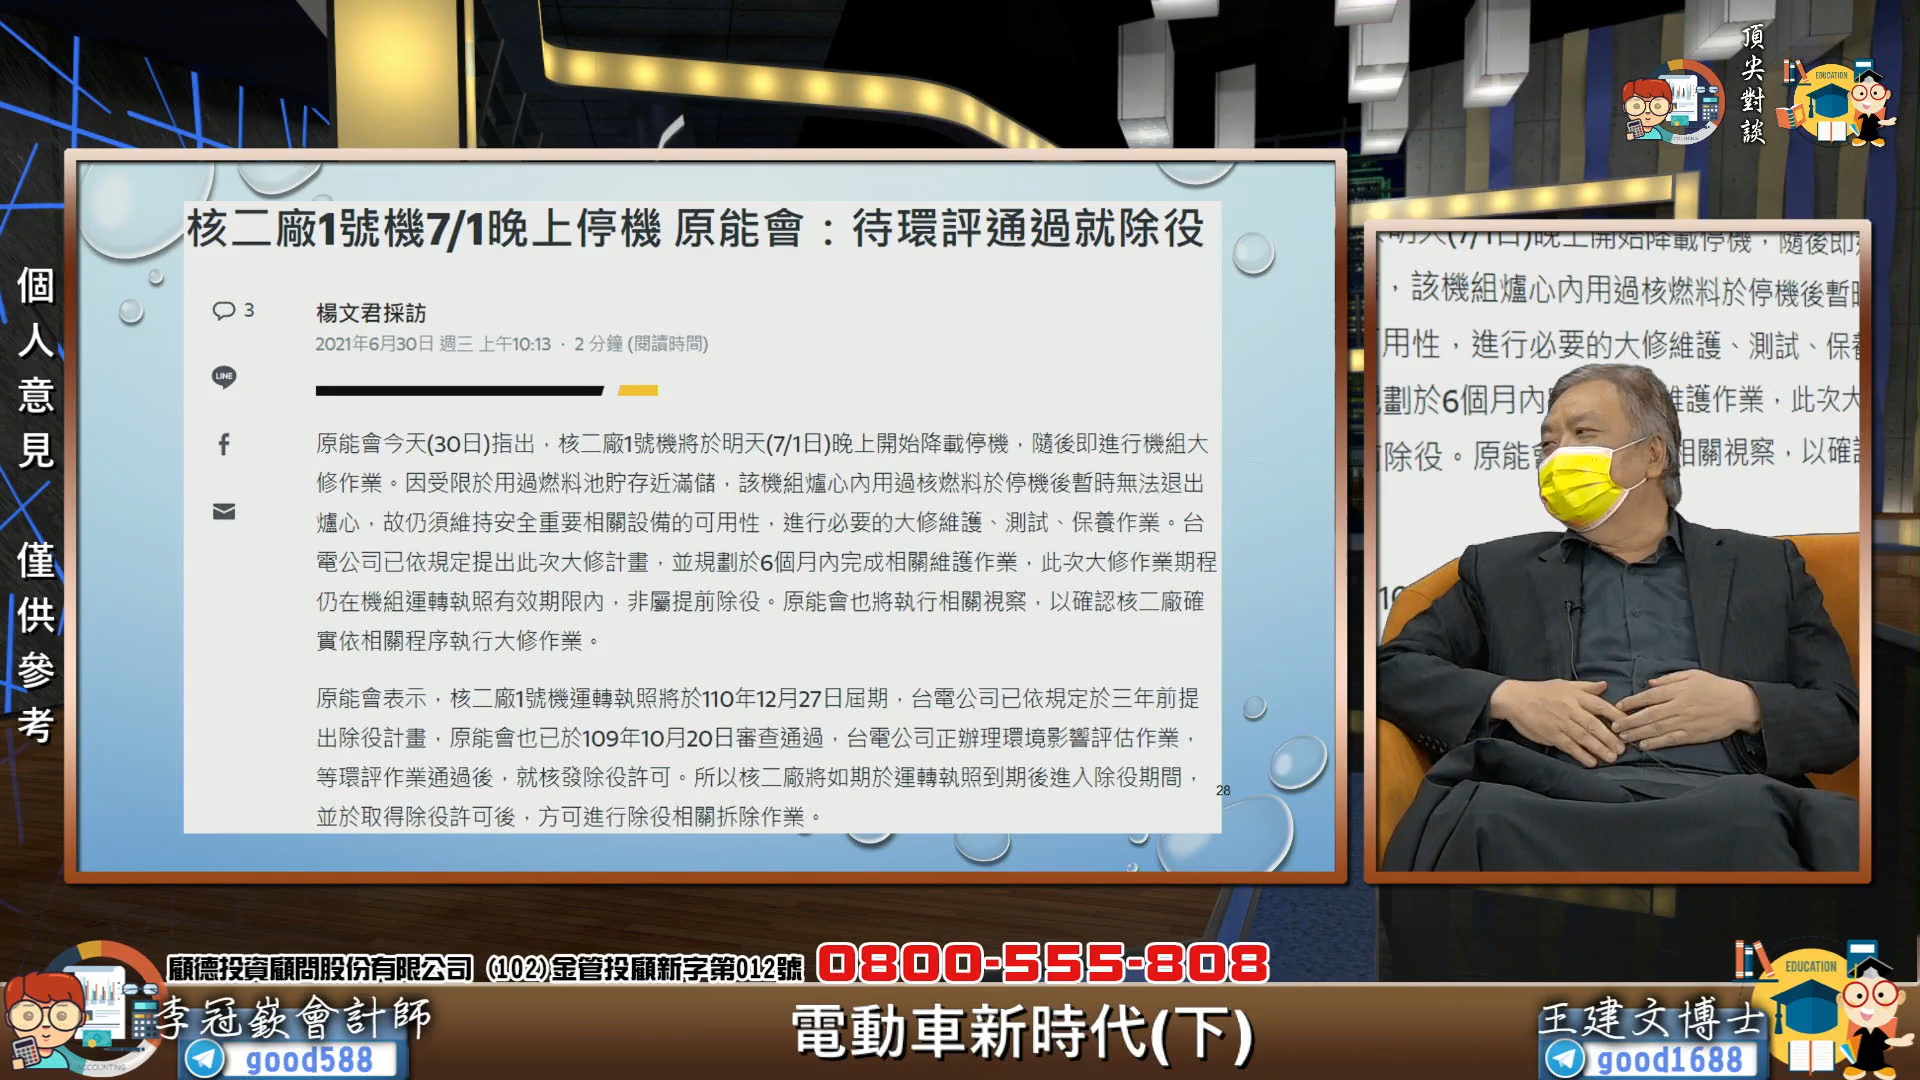 頂尖對談
EDUCATION
個人意見 僅供參考
核二廠1號機7/1晚上停機 原能會：待環評通過就除役
3
楊文君採訪
2021年6月30日 週三 上午10:13 · 2 分鐘 (閱讀時間)
LINE
原能會今天(30日)指出，核二廠1號機將於明天(7/1日)晚上開始降載停機，隨後即進行機組大
修作業。因受限於用過燃料池貯存近滿儲，該機組爐心內用過核燃料於停機後暫時無法退出
爐心，故仍須維持安全重要相關設備的可用性，進行必要的大修維護、測試、保養作業。台
電公司已依規定提出此次大修計畫，並規劃於6個月內完成相關維護作業，此次大修作業期程
仍在機組運轉執照有效期限內，非屬提前除役。原能會也將執行相關視察，以確認核二廠確
實依相關程序執行大修作業。
原能會表示，核二廠1號機運轉執照將於110年12月27日屆期，台電公司已依規定於三年前提
出除役計畫，原能會也已於109年10月20日審查通過，台電公司正辦理環境影響評估作業，
等環評作業通過後，就核發除役許可。所以核二廠將如期於運轉執照到期後進入除役期間，
並於取得除役許可後，方可進行除役相關拆除作業。
28
明天(7/1日)晚上開始降載停機，隨後即
，該機組爐心內用過核燃料於停機後暫
用性，進行必要的大修維護、測試、保
劃於6個月內 維護作業，此次大
除役。原能 相關視察，以確
顧德投資顧問股份有限公司 (102)金管投顧新字第012號 0800-555-808
李冠嶔會計師
good588
ACCOUNTING
電動車新時代(下)
王建文博士
good1688
EDUCATION